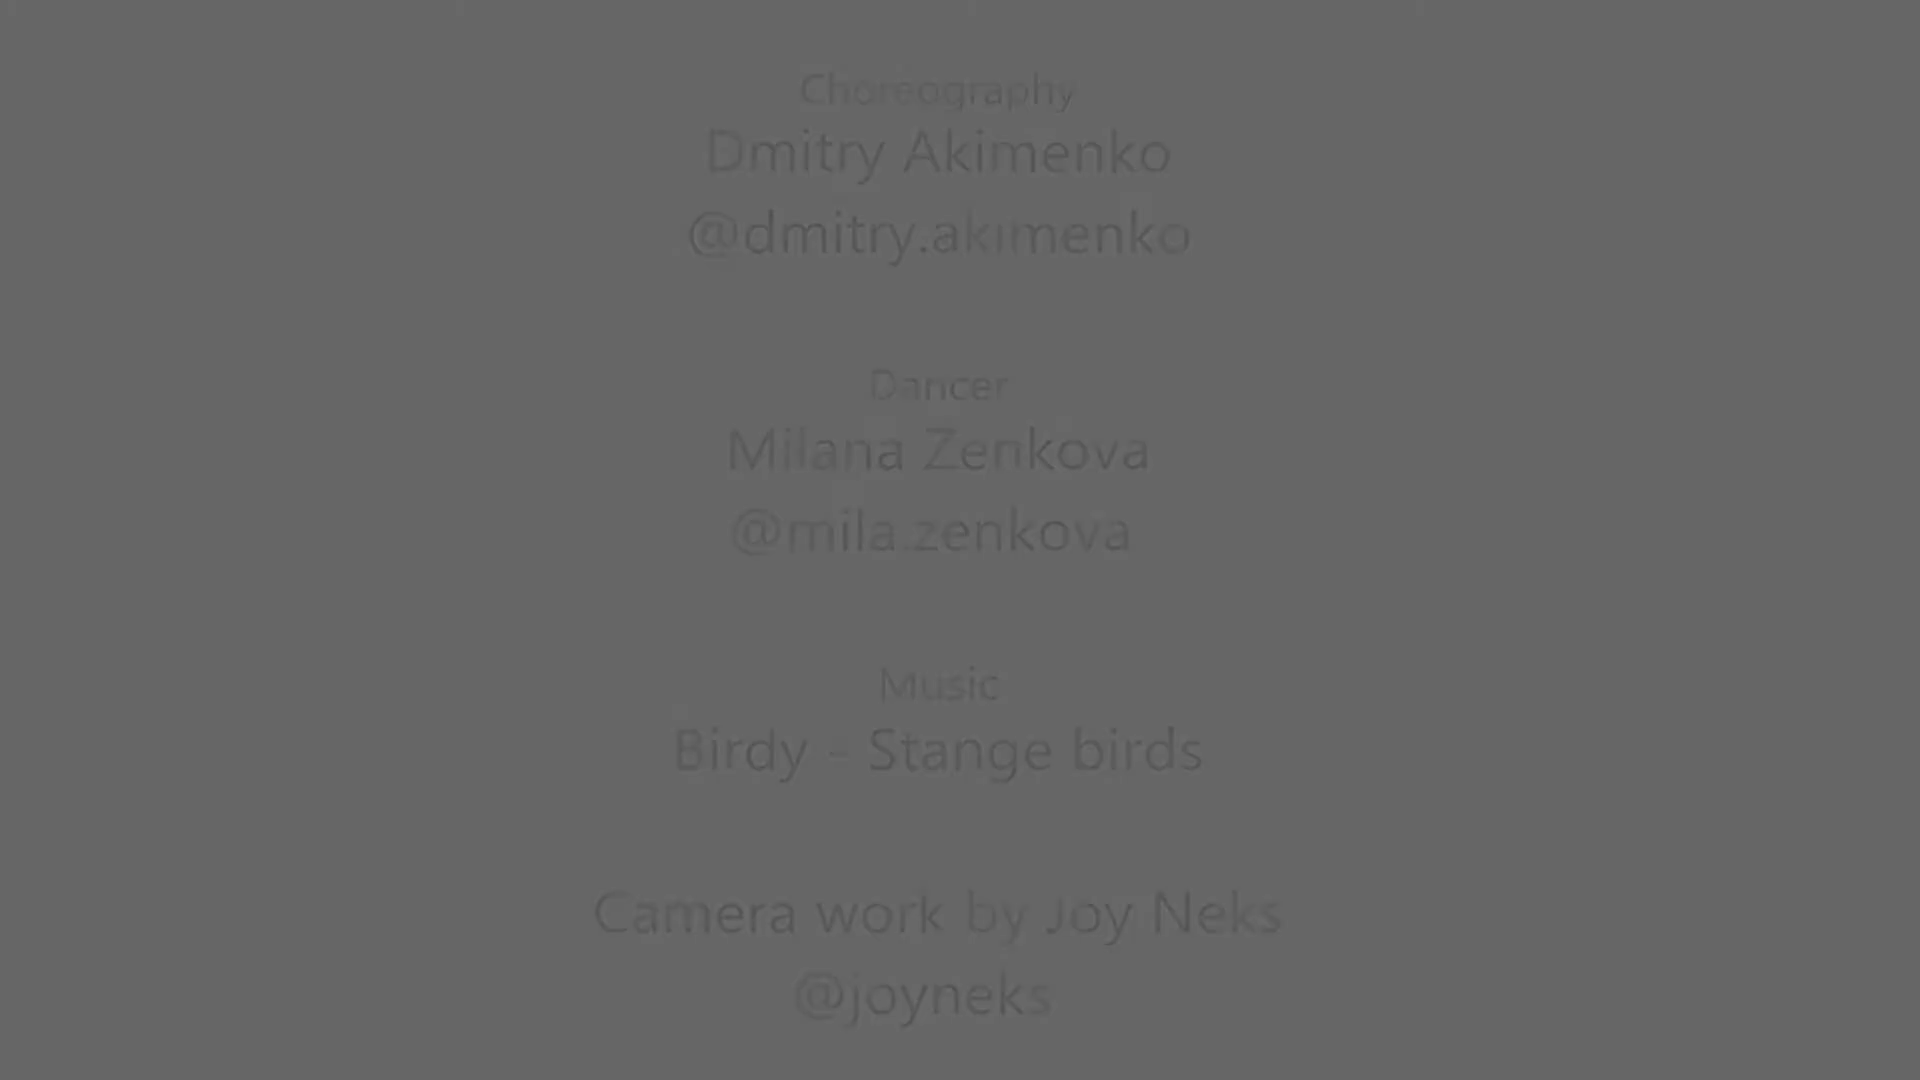 Choreography
Dmitry Akimenko
@dmitry.akimenko
Dancer
Milana Zenkova
@mila.zenkova
Music
Birdy - Stange birds
Camera work by Joy Neks
@joyneks